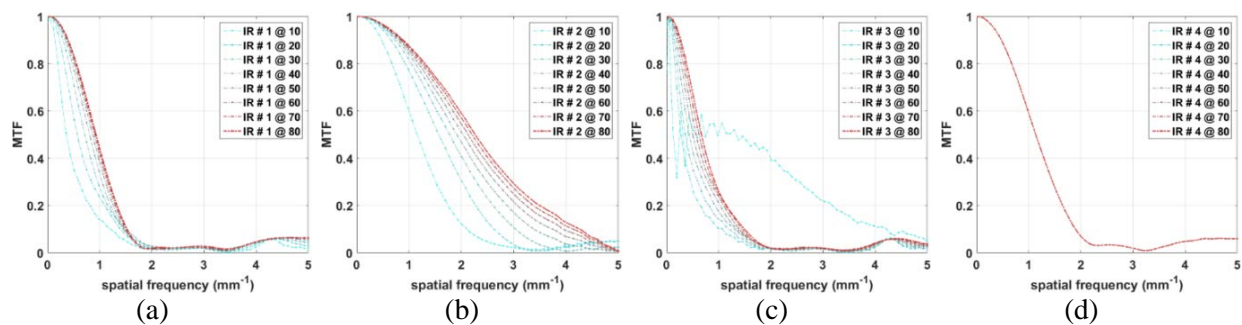 MTF
1
0.8
0.6
0.4
0.2
0
0 1 2 3 4 5
spatial frequency (mm⁻¹)
IR # 1 @ 10
IR # 1 @ 20
IR # 1 @ 30
IR # 1 @ 40
IR # 1 @ 50
IR # 1 @ 60
IR # 1 @ 70
IR # 1 @ 80
(a)
MTF
1
0.8
0.6
0.4
0.2
0
0 1 2 3 4 5
spatial frequency (mm⁻¹)
IR # 2 @ 10
IR # 2 @ 20
IR # 2 @ 30
IR # 2 @ 40
IR # 2 @ 50
IR # 2 @ 60
IR # 2 @ 70
IR # 2 @ 80
(b)
MTF
1
0.8
0.6
0.4
0.2
0
0 1 2 3 4 5
spatial frequency (mm⁻¹)
IR # 3 @ 10
IR # 3 @ 20
IR # 3 @ 30
IR # 3 @ 40
IR # 3 @ 50
IR # 3 @ 60
IR # 3 @ 70
IR # 3 @ 80
(c)
MTF
1
0.8
0.6
0.4
0.2
0
0 1 2 3 4 5
spatial frequency (mm⁻¹)
IR # 4 @ 10
IR # 4 @ 20
IR # 4 @ 30
IR # 4 @ 40
IR # 4 @ 50
IR # 4 @ 60
IR # 4 @ 70
IR # 4 @ 80
(d)